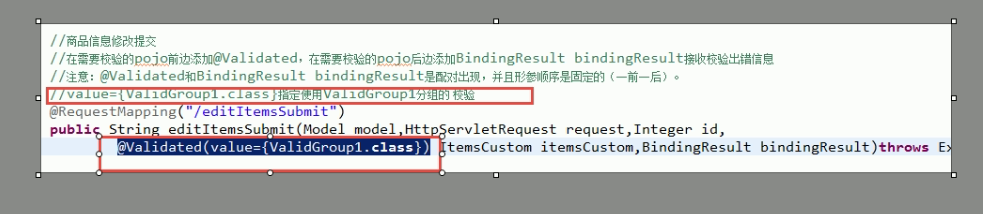 //商品信息修改提交
//在需要校验的pojo前边添加@Validated，在需要校验的pojo后边添加BindingResult bindingResult接收校验出错信息
//注意：@Validated和BindingResult bindingResult是配对出现，并且形参顺序是固定的（一前一后）。
//value={ValidGroup1.class}指定使用ValidGroup1分组的 校验
@RequestMapping("/editItemsSubmit")
public String editItemsSubmit(Model model,HttpServletRequest request,Integer id,
@Validated(value={ValidGroup1.class}) ItemsCustom itemsCustom,BindingResult bindingResult)throws Ex